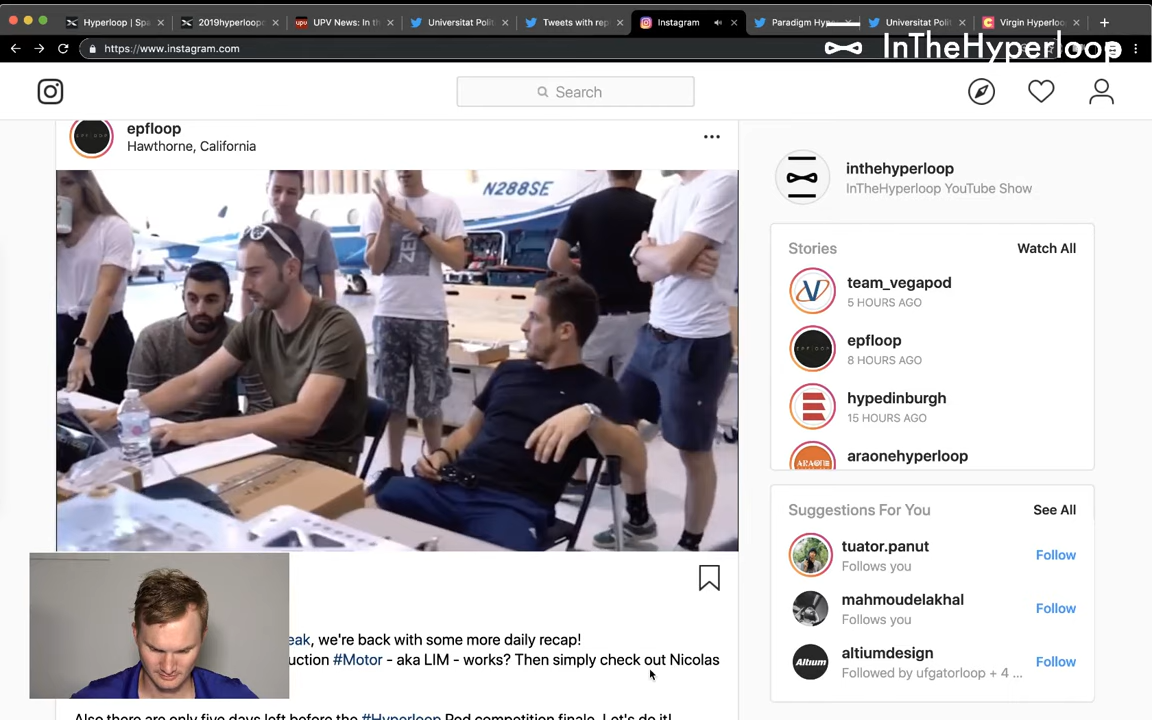 Hyperloop | Spa
2019hyperloopc
UPV News: In th
Universitat Polit
Tweets with rep
Instagram
Paradigm Hyp
Universitat Polit
Virgin Hyperloo
https://www.instagram.com
InTheHyperloop
Search
epfloop
Hawthorne, California
N288SE
ZEN
eak, we're back with some more daily recap!
uction #Motor - aka LIM - works? Then simply check out Nicolas
Also there are only five days left before the #Hyperloop Pod competition finale. Let's do it!
inthehyperloop
InTheHyperloop YouTube Show
Stories
Watch All
team_vegapod
5 HOURS AGO
epfloop
8 HOURS AGO
hypedinburgh
15 HOURS AGO
araonehyperloop
Suggestions For You
See All
tuator.panut
Follows you
Follow
mahmoudelakhal
Follows you
Follow
altiumdesign
Followed by ufgatorloop + 4 ...
Follow